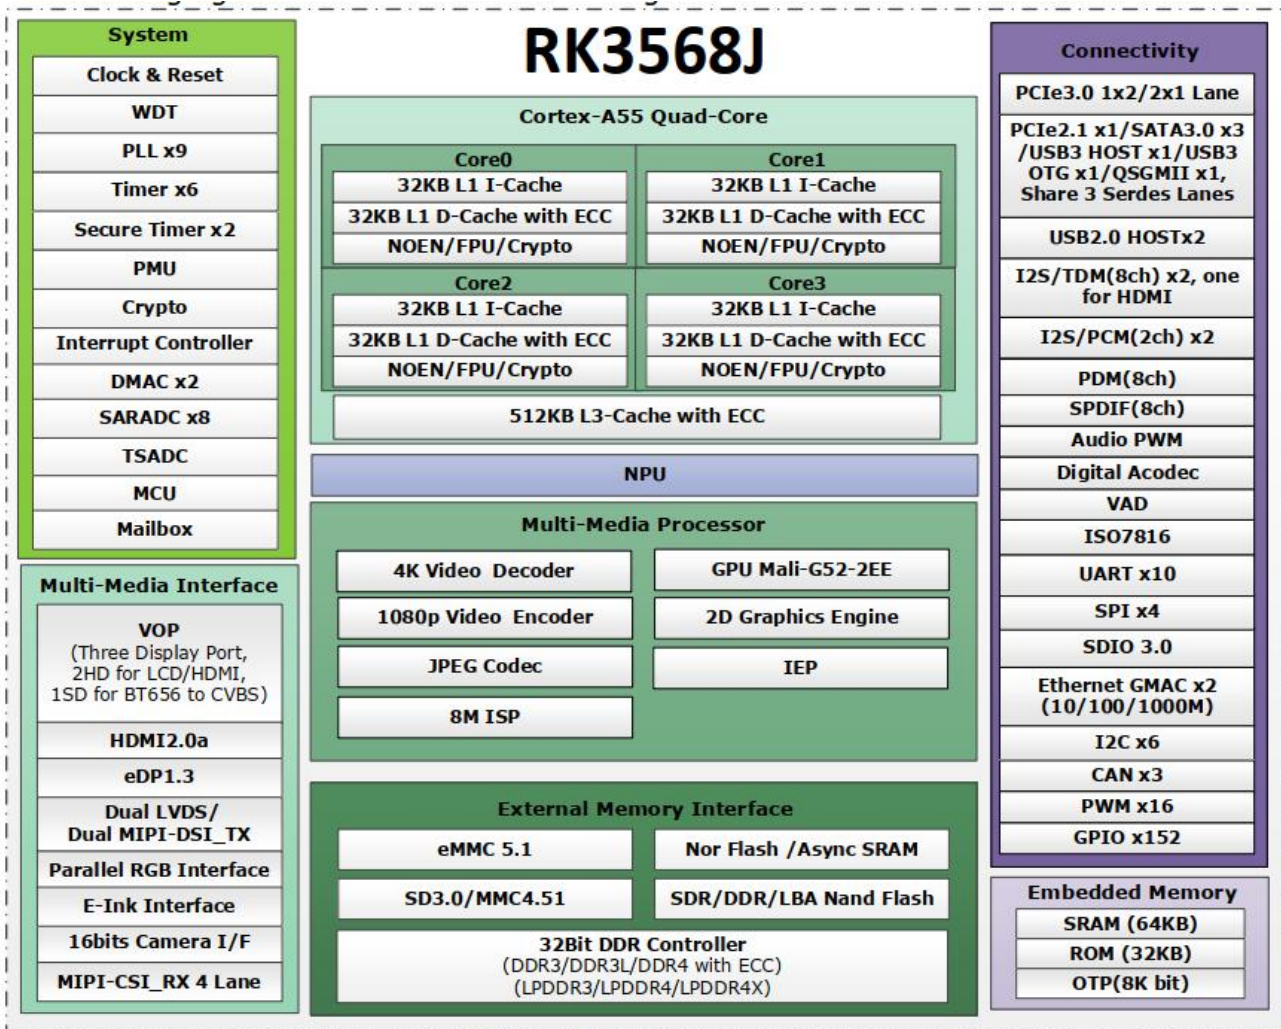 RK3568J
System
Clock & Reset
WDT
PLL x9
Timer x6
Secure Timer x2
PMU
Crypto
Interrupt Controller
DMAC x2
SARADC x8
TSADC
MCU
Mailbox
Multi-Media Interface
VOP
(Three Display Port,
2HD for LCD/HDMI,
1SD for BT656 to CVBS)
HDMI2.0a
eDP1.3
Dual LVDS/
Dual MIPI-DSI_TX
Parallel RGB Interface
E-Ink Interface
16bits Camera I/F
MIPI-CSI_RX 4 Lane
Cortex-A55 Quad-Core
Core0
32KB L1 I-Cache
32KB L1 D-Cache with ECC
NOEN/FPU/Crypto
Core1
32KB L1 I-Cache
32KB L1 D-Cache with ECC
NOEN/FPU/Crypto
Core2
32KB L1 I-Cache
32KB L1 D-Cache with ECC
NOEN/FPU/Crypto
Core3
32KB L1 I-Cache
32KB L1 D-Cache with ECC
NOEN/FPU/Crypto
512KB L3-Cache with ECC
NPU
Multi-Media Processor
4K Video Decoder
GPU Mali-G52-2EE
1080p Video Encoder
2D Graphics Engine
JPEG Codec
IEP
8M ISP
External Memory Interface
eMMC 5.1
Nor Flash /Async SRAM
SD3.0/MMC4.51
SDR/DDR/LBA Nand Flash
32Bit DDR Controller
(DDR3/DDR3L/DDR4 with ECC)
(LPDDR3/LPDDR4/LPDDR4X)
Connectivity
PCIe3.0 1x2/2x1 Lane
PCIe2.1 x1/SATA3.0 x3
/USB3 HOST x1/USB3
OTG x1/QSGMII x1,
Share 3 Serdes Lanes
USB2.0 HOSTx2
I2S/TDM(8ch) x2, one
for HDMI
I2S/PCM(2ch) x2
PDM(8ch)
SPDIF(8ch)
Audio PWM
Digital Acodec
VAD
ISO7816
UART x10
SPI x4
SDIO 3.0
Ethernet GMAC x2
(10/100/1000M)
I2C x6
CAN x3
PWM x16
GPIO x152
Embedded Memory
SRAM (64KB)
ROM (32KB)
OTP(8K bit)